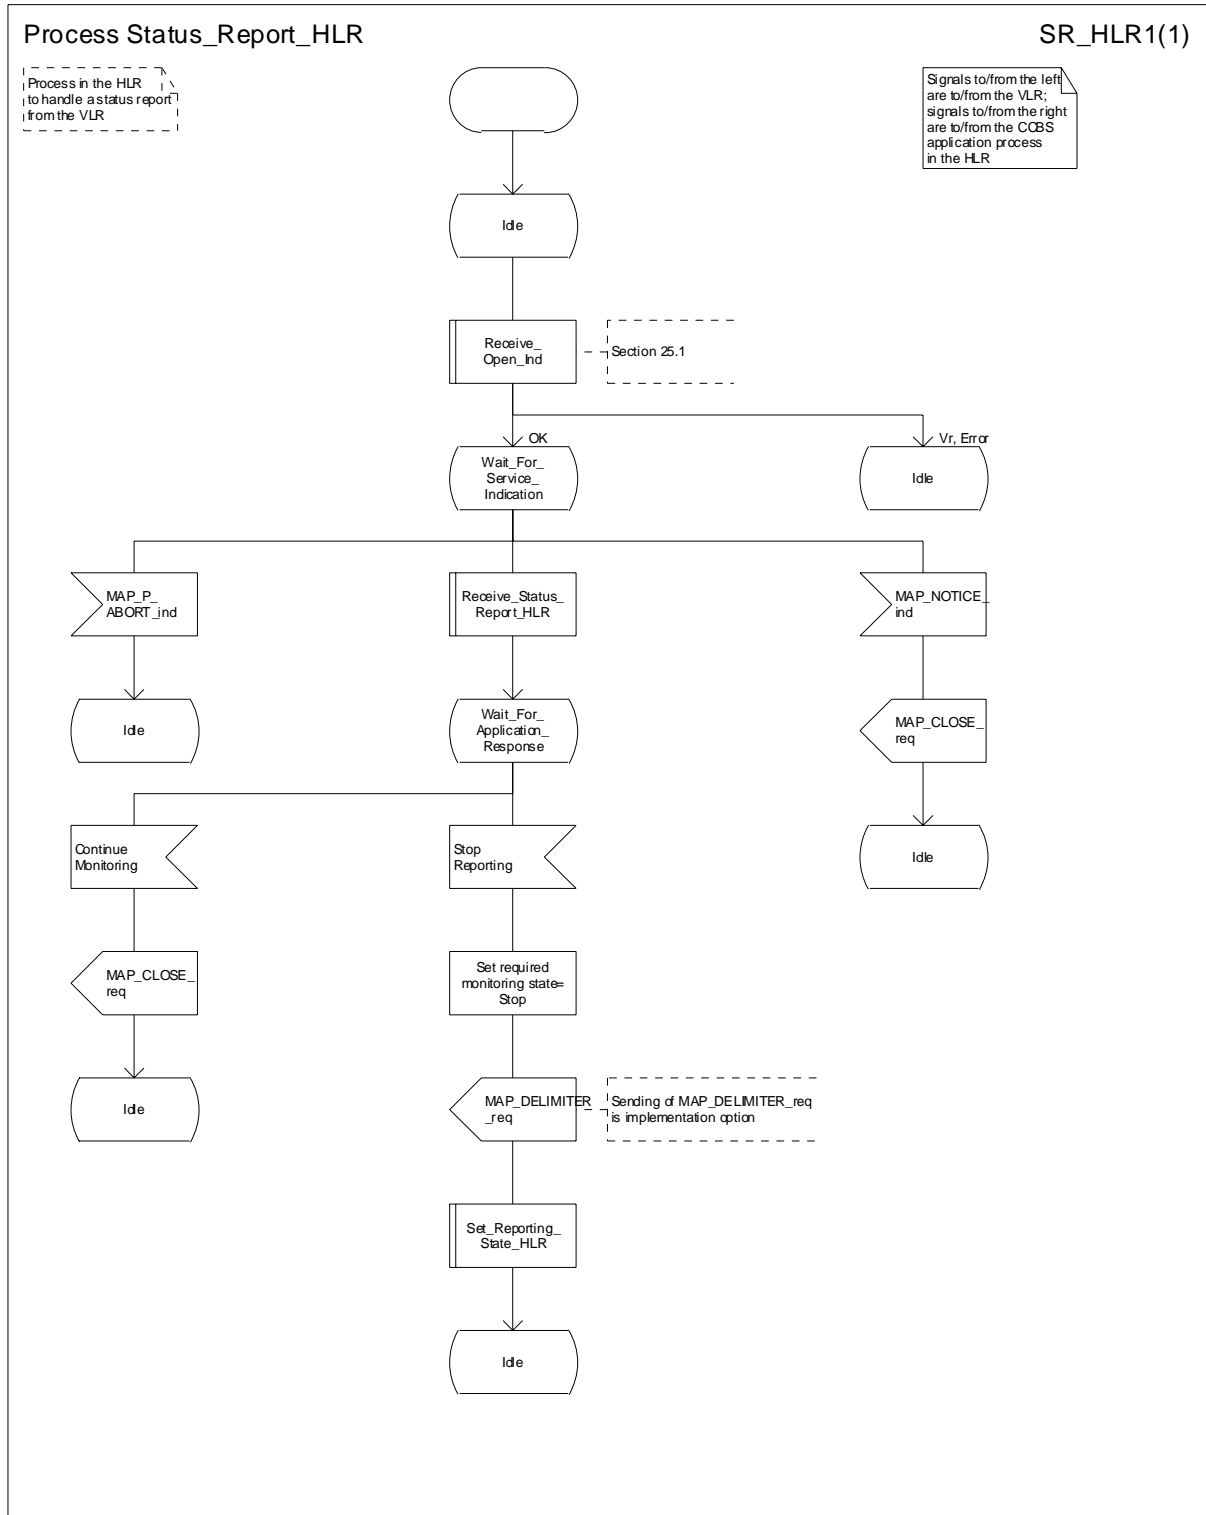 Process Status_Report_HLR
SR_HLR1(1)
Process in the HLR
to handle a status report
from the VLR
Signals to/from the left
are to/from the VLR;
signals to/from the right
are to/from the CCBS
application process
in the HLR
Idle
Receive_
Open_Ind
Section 25.1
OK
Vr, Error
Wait_For_
Service_
Indication
Idle
MAP_P_
ABORT_ind
Receive_Status_
Report_HLR
MAP_NOTICE_
ind
Idle
Wait_For_
Application_
Response
MAP_CLOSE_
req
Continue
Monitoring
Stop
Reporting
Idle
MAP_CLOSE_
req
Set required
monitoring state=
Stop
Idle
MAP_DELIMITER
_req
Sending of MAP_DELIMITER_req
is implementation option
Set_Reporting_
State_HLR
Idle